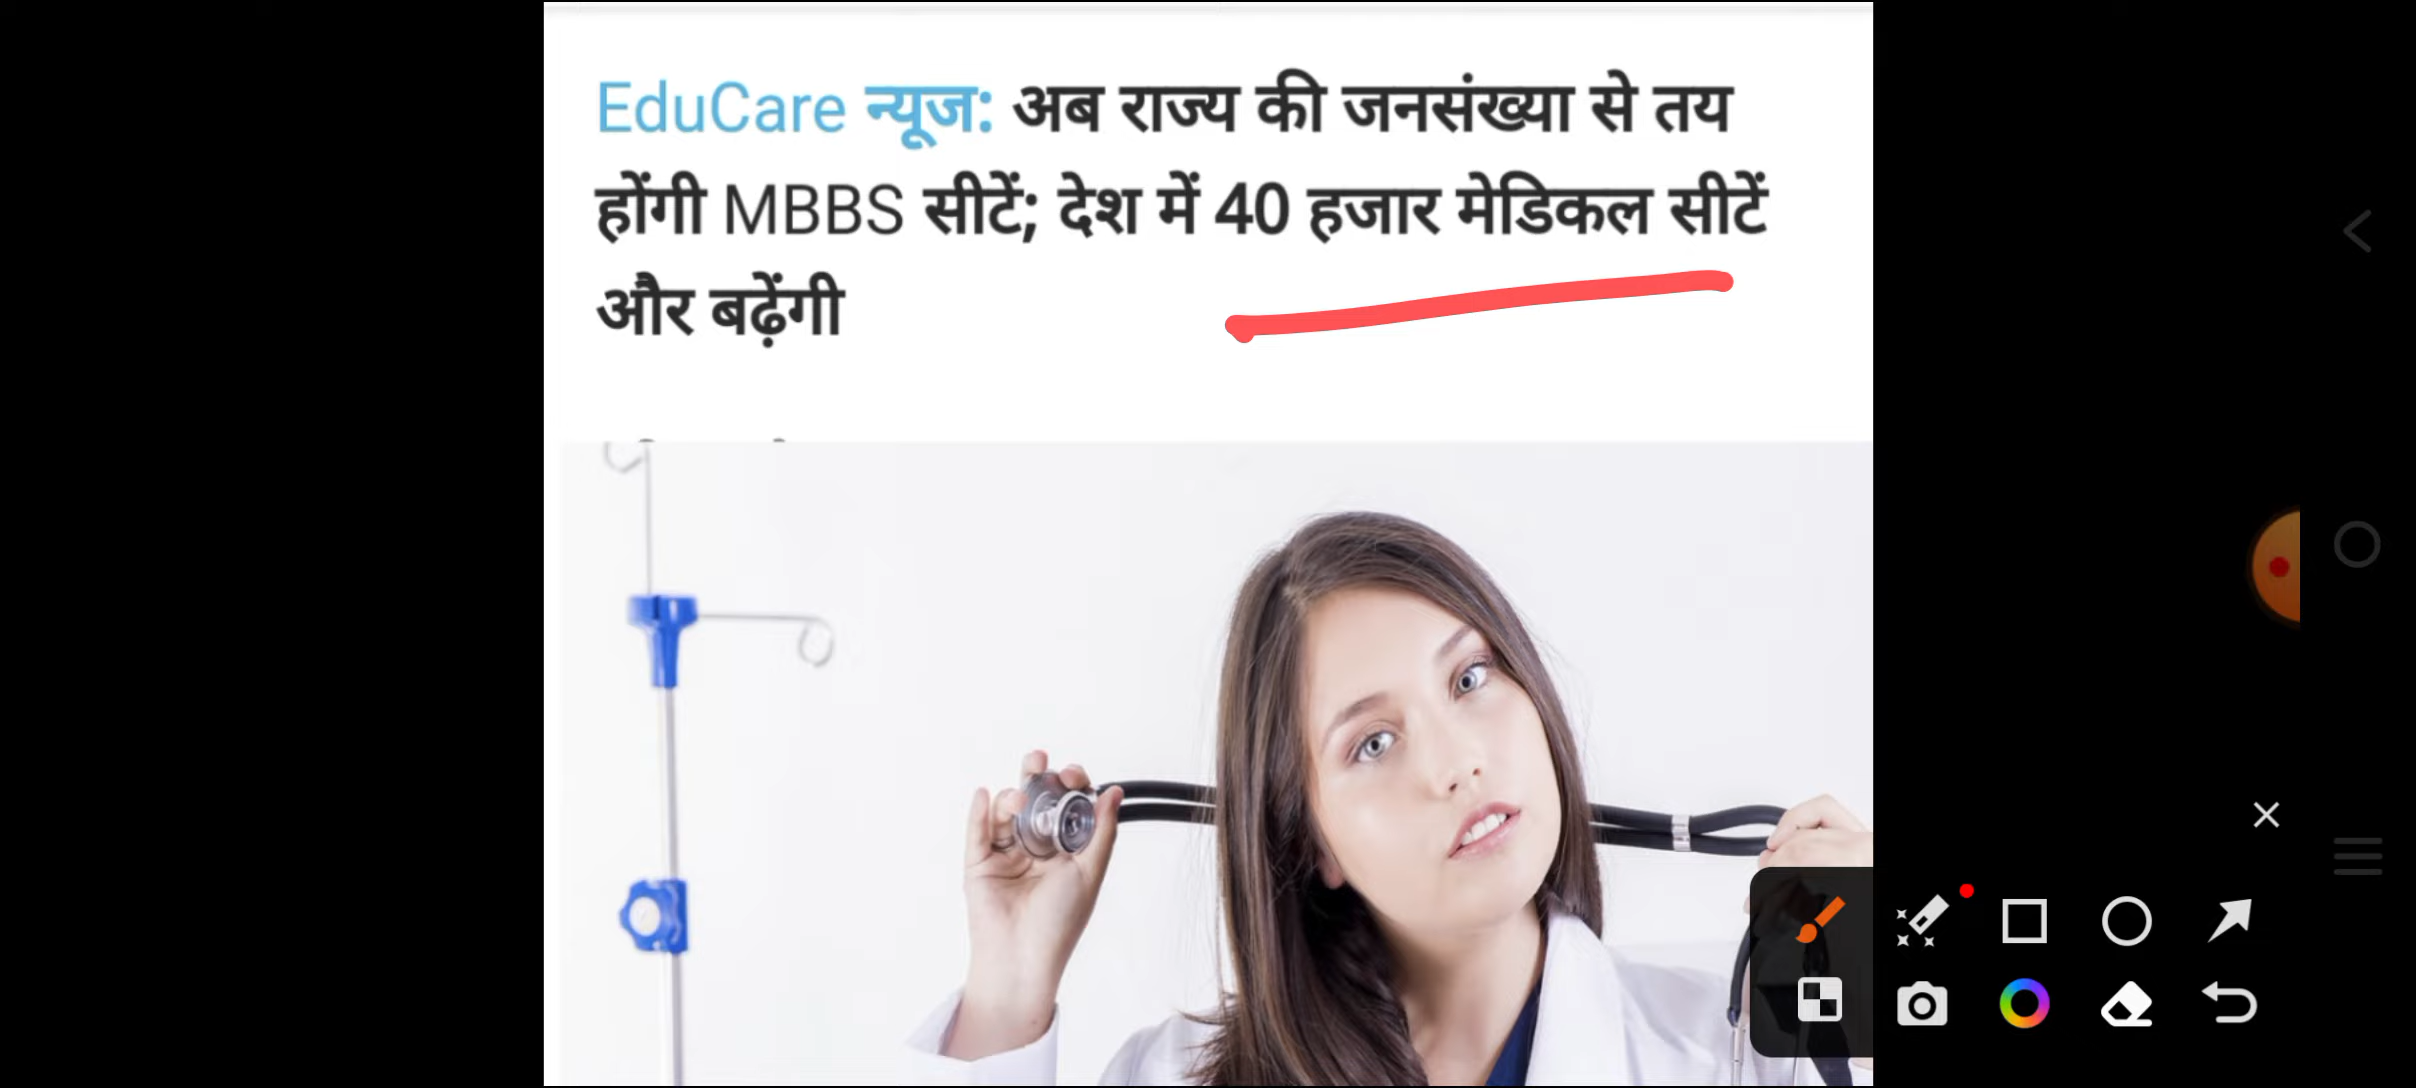 EduCare न्यूज: अब राज्य की जनसंख्या से तय
होंगी MBBS सीटें; देश में 40 हजार मेडिकल सीटें
और बढ़ेंगी